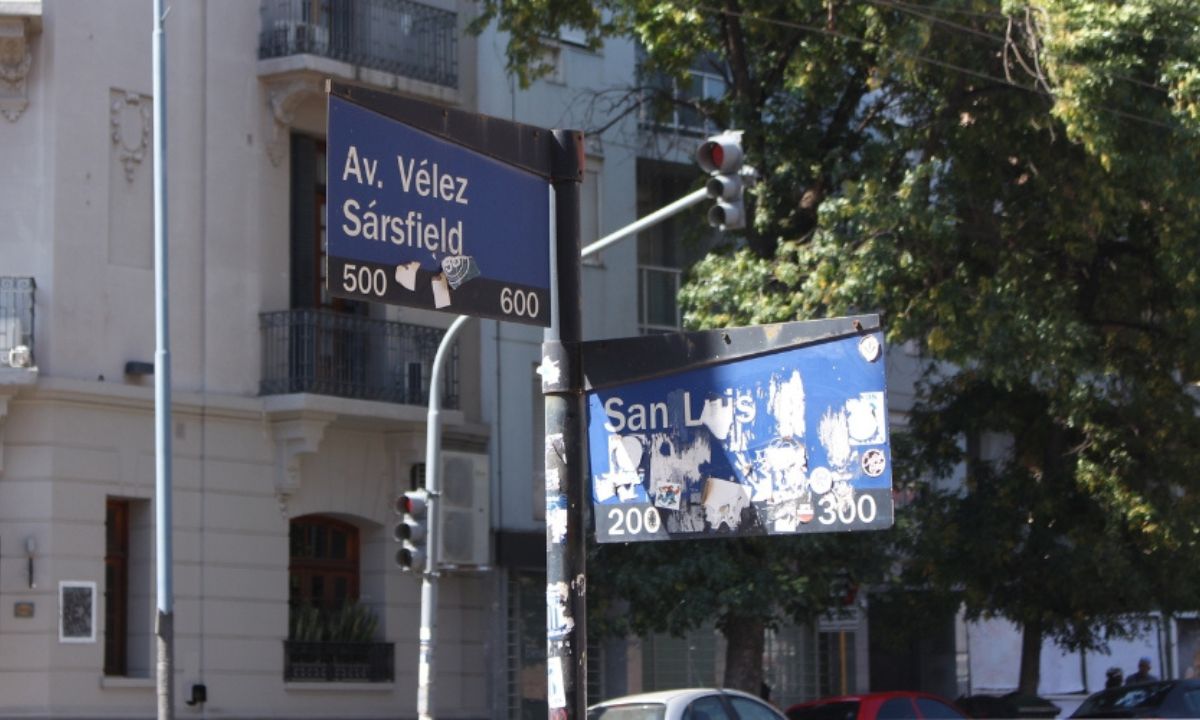 Av. Vélez
Sársfield
500 600
San Luis
200 300